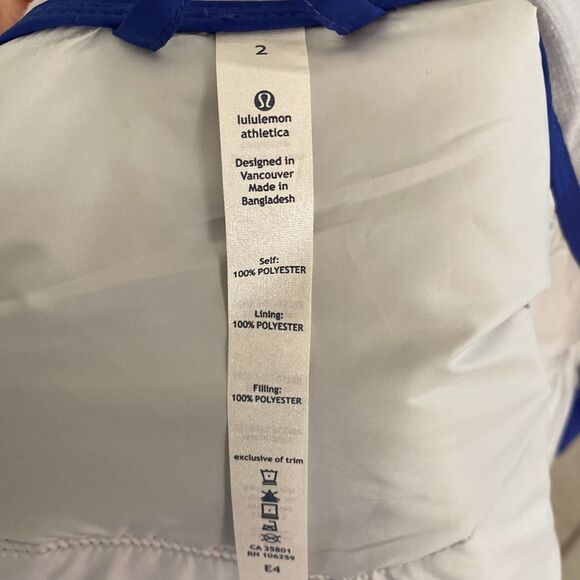 2
lululemon
athletica
Designed in
Vancouver
Made in
Bangladesh
Self:
100% POLYESTER
Lining:
100% POLYESTER
Filling:
100% POLYESTER
exclusive of trim
CA 35801
RN 106259
E4